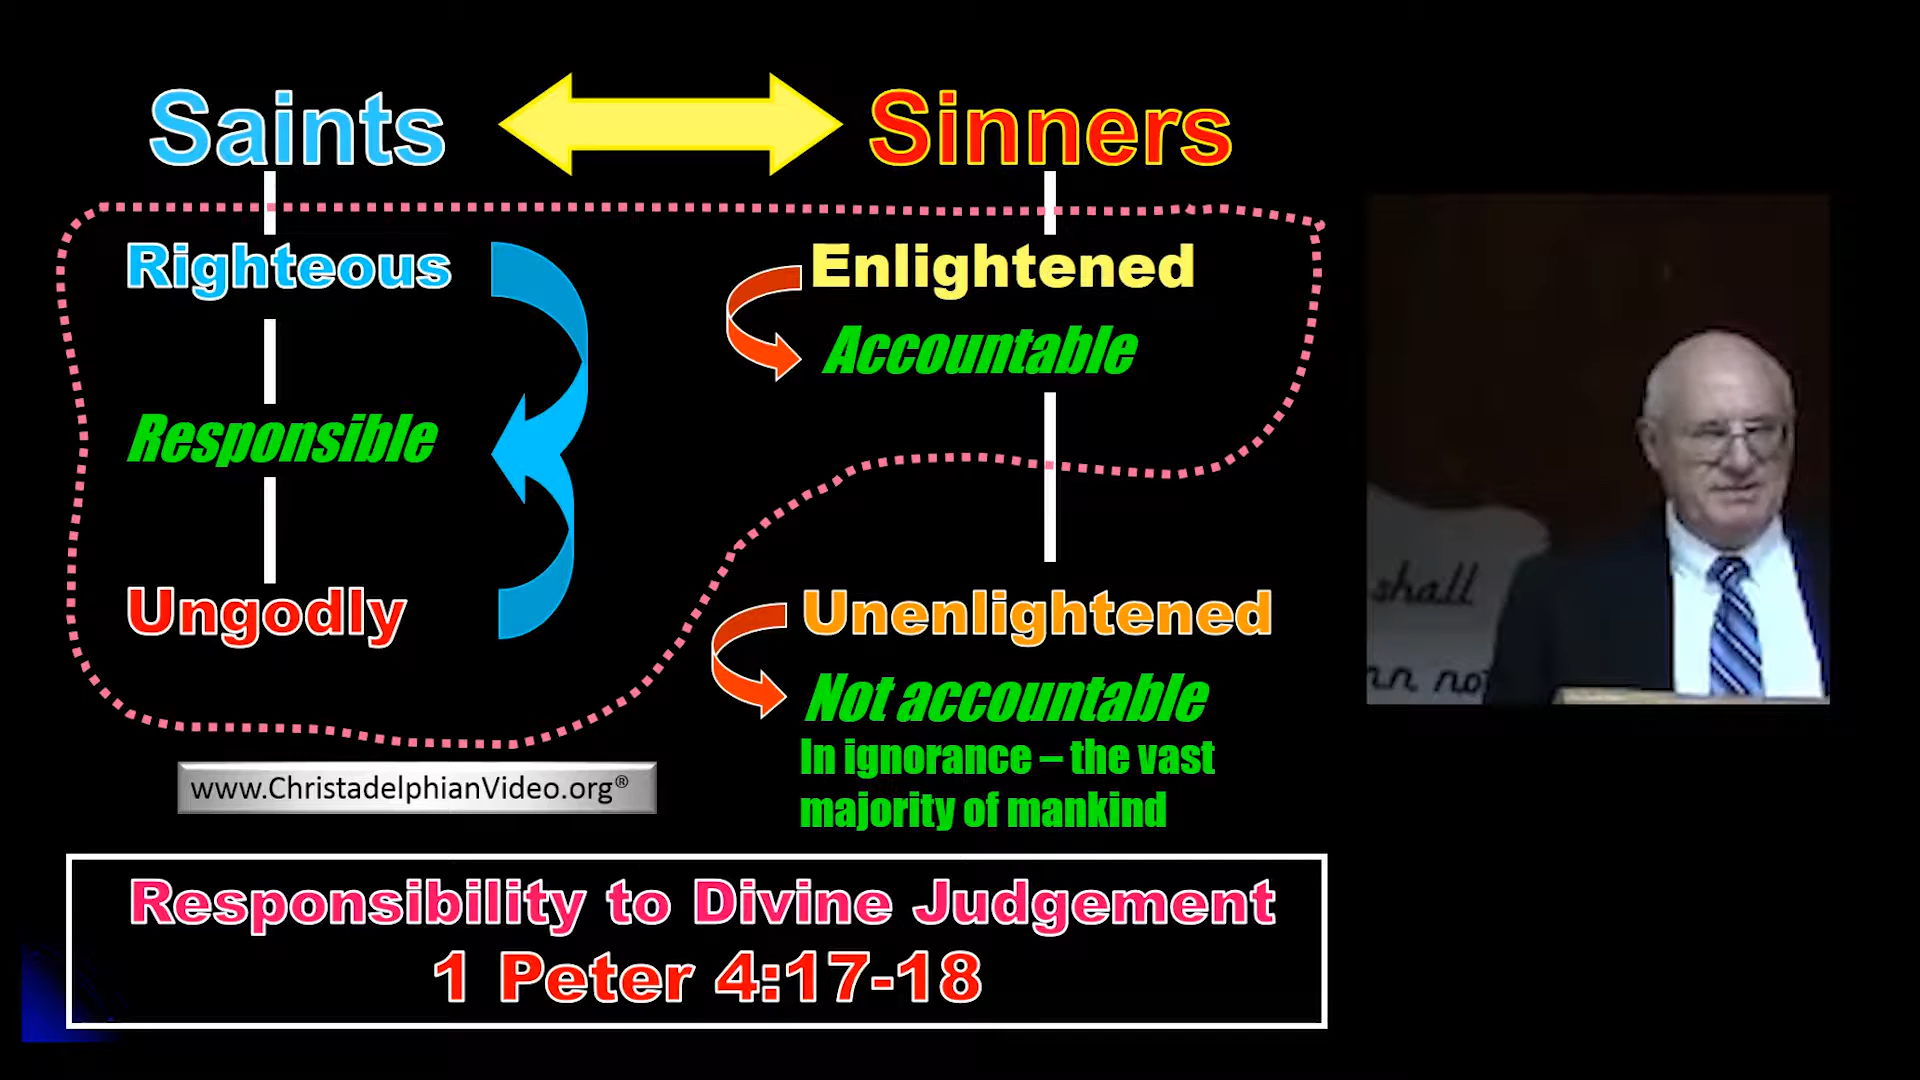 Saints
Sinners
Righteous
Enlightened
Accountable
Responsible
Ungodly
Unenlightened
Not accountable
In ignorance – the vast
majority of mankind
www.ChristadelphianVideo.org®
Responsibility to Divine Judgement
1 Peter 4:17-18
shall
not